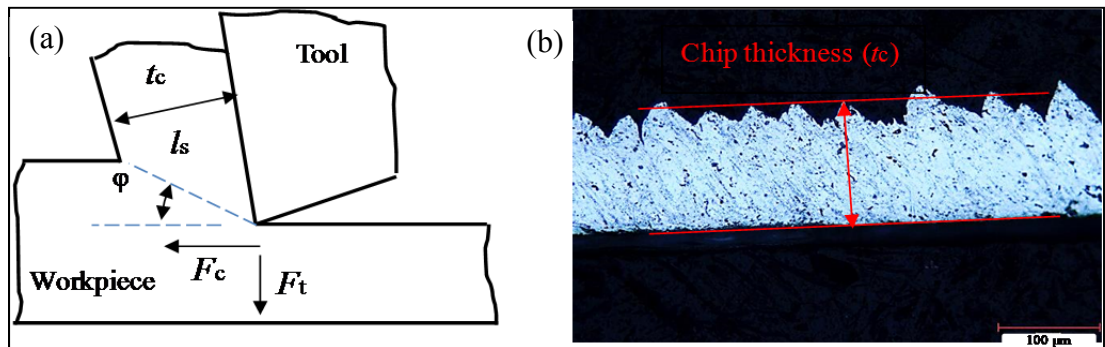 (a)
Tool
tc
ls
φ
Fc
Ft
Workpiece
(b)
Chip thickness (tc)
100 μm